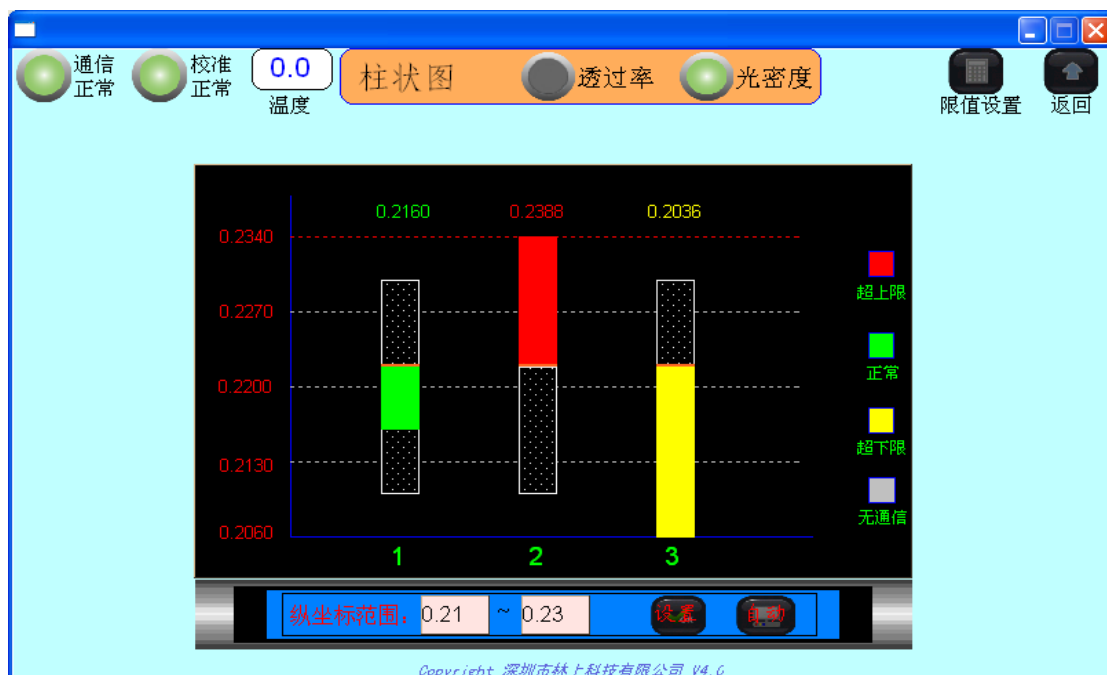 通信
正常
校准
正常
0.0
温度
柱状图
透过率
光密度
限值设置
返回
0.2160
0.2388
0.2036
0.2340
0.2270
0.2200
0.2130
0.2060
超上限
正常
超下限
无通信
1
2
3
纵坐标范围:
0.21
~
0.23
设置
自动
Copyright 深圳市林上科技有限公司 V4.0